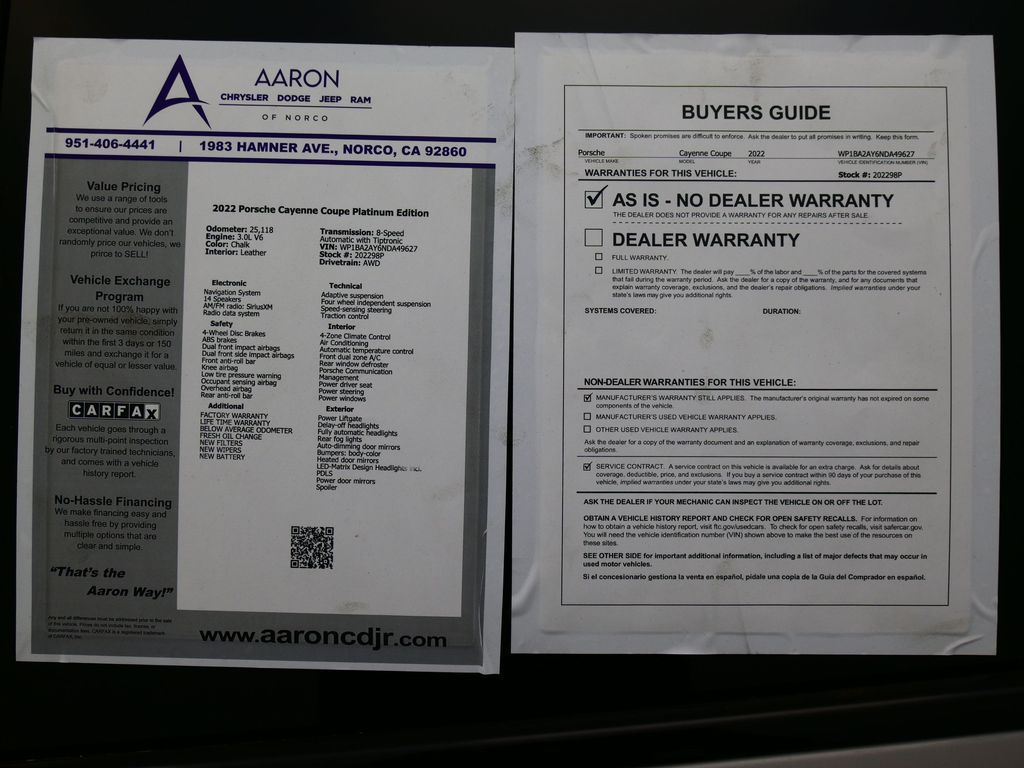 AARON
CHRYSLER DODGE JEEP RAM
OF NORCO
951-406-4441 | 1983 HAMNER AVE., NORCO, CA 92860
Value Pricing
We use a range of tools
to ensure our prices are
competitive and provide an
exceptional value. We don't
randomly price our vehicles, we
price to SELL!
Vehicle Exchange
Program
If you are not 100% happy with
your pre-owned vehicle, simply
return it in the same condition
within the first 3 days or 150
miles and exchange it for a
vehicle of equal or lesser value.
Buy with Confidence!
CARFAX
Each vehicle goes through a
rigorous multi-point inspection
by our factory trained technicians,
and comes with a vehicle
history report.
No-Hassle Financing
We make financing easy and
hassle free by providing
multiple options that are
clear and simple.
"That's the
Aaron Way!"
Any and all differences must be addressed prior to the sale
of this vehicle. Prices do not include tax, license, or
documentation fees. CARFAX is a registered trademark
of CARFAX, Inc.
2022 Porsche Cayenne Coupe Platinum Edition
Odometer: 25,118
Engine: 3.0L V6
Color: Chalk
Interior: Leather
Transmission: 8-Speed
Automatic with Tiptronic
VIN: WP1BA2AY6NDA49627
Stock #: 202298P
Drivetrain: AWD
Electronic
Navigation System
14 Speakers
AM/FM radio: SiriusXM
Radio data system
Safety
4-Wheel Disc Brakes
ABS brakes
Dual front impact airbags
Dual front side impact airbags
Front anti-roll bar
Knee airbag
Low tire pressure warning
Occupant sensing airbag
Overhead airbag
Rear anti-roll bar
Additional
FACTORY WARRANTY
LIFE TIME WARRANTY
BELOW AVERAGE ODOMETER
FRESH OIL CHANGE
NEW FILTERS
NEW WIPERS
NEW BATTERY
Technical
Adaptive suspension
Four wheel independent suspension
Speed-sensing steering
Traction control
Interior
4-Zone Climate Control
Air Conditioning
Automatic temperature control
Front dual zone A/C
Rear window defroster
Porsche Communication
Management
Power driver seat
Power steering
Power windows
Exterior
Power Liftgate
Delay-off headlights
Fully automatic headlights
Rear fog lights
Auto-dimming door mirrors
Bumpers: body-color
Heated door mirrors
LED-Matrix Design Headlights incl.
PDLS
Power door mirrors
Spoiler
www.aaroncdjr.com
BUYERS GUIDE
IMPORTANT: Spoken promises are difficult to enforce. Ask the dealer to put all promises in writing. Keep this form.
Porsche Cayenne Coupe 2022 WP1BA2AY6NDA49627
VEHICLE MAKE MODEL YEAR VEHICLE IDENTIFICATION NUMBER (VIN)
WARRANTIES FOR THIS VEHICLE: Stock #: 202298P
AS IS - NO DEALER WARRANTY
THE DEALER DOES NOT PROVIDE A WARRANTY FOR ANY REPAIRS AFTER SALE.
DEALER WARRANTY
FULL WARRANTY.
LIMITED WARRANTY. The dealer will pay ____% of the labor and ____% of the parts for the covered systems
that fail during the warranty period. Ask the dealer for a copy of the warranty, and for any documents that
explain warranty coverage, exclusions, and the dealer's repair obligations. Implied warranties under your
state's laws may give you additional rights.
SYSTEMS COVERED: DURATION:
NON-DEALER WARRANTIES FOR THIS VEHICLE:
MANUFACTURER'S WARRANTY STILL APPLIES. The manufacturer's original warranty has not expired on some
components of the vehicle.
MANUFACTURER'S USED VEHICLE WARRANTY APPLIES.
OTHER USED VEHICLE WARRANTY APPLIES.
Ask the dealer for a copy of the warranty document and an explanation of warranty coverage, exclusions, and repair
obligations.
SERVICE CONTRACT. A service contract on this vehicle is available for an extra charge. Ask for details about
coverage, deductible, price, and exclusions. If you buy a service contract within 90 days of your purchase of
this vehicle, implied warranties under your state's laws may give you additional rights.
ASK THE DEALER IF YOUR MECHANIC CAN INSPECT THE VEHICLE ON OR OFF THE LOT.
OBTAIN A VEHICLE HISTORY REPORT AND CHECK FOR OPEN SAFETY RECALLS. For information on
how to obtain a vehicle history report, visit ftc.gov/usedcars. To check for open safety recalls, visit safercar.gov.
You will need the vehicle identification number (VIN) shown above to make the best use of the resources on
these sites.
SEE OTHER SIDE for important additional information, including a list of major defects that may occur in
used motor vehicles.
Si el concesionario gestiona la venta en español, pídale una copia de la Guía del Comprador en español.